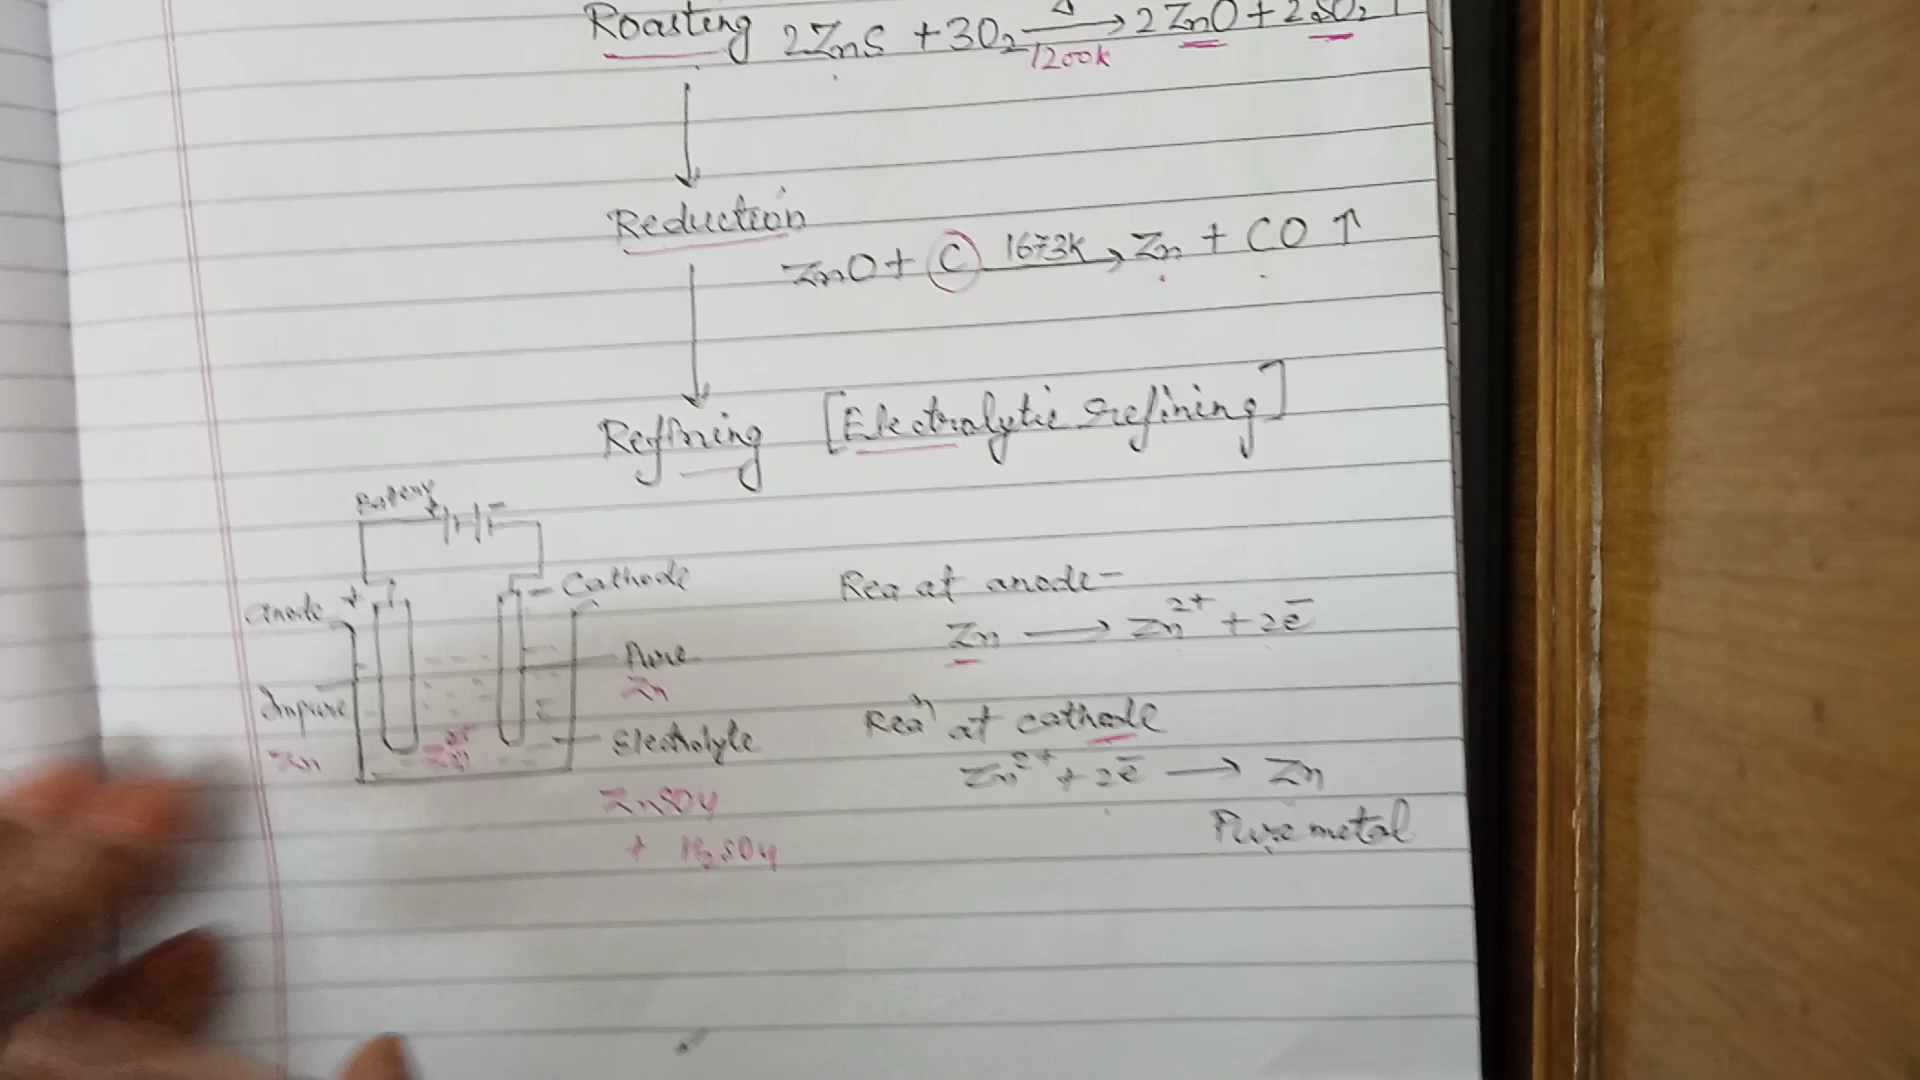 Roasting 2ZnS + 3O2 Δ → 2ZnO + 2SO2 ↑
1200k
Reduction
ZnO + C 1673k → Zn + CO ↑
Refining [Electrolytic refining]
Battery
+ -
anode + - Cathode
Impure Zn
Pure Zn
Electrolyte
ZnSO4
+ H2SO4
Rea at anode -
Zn → Zn2+ + 2e-
Rean at cathode
Zn2+ + 2e- → Zn
Pure metal